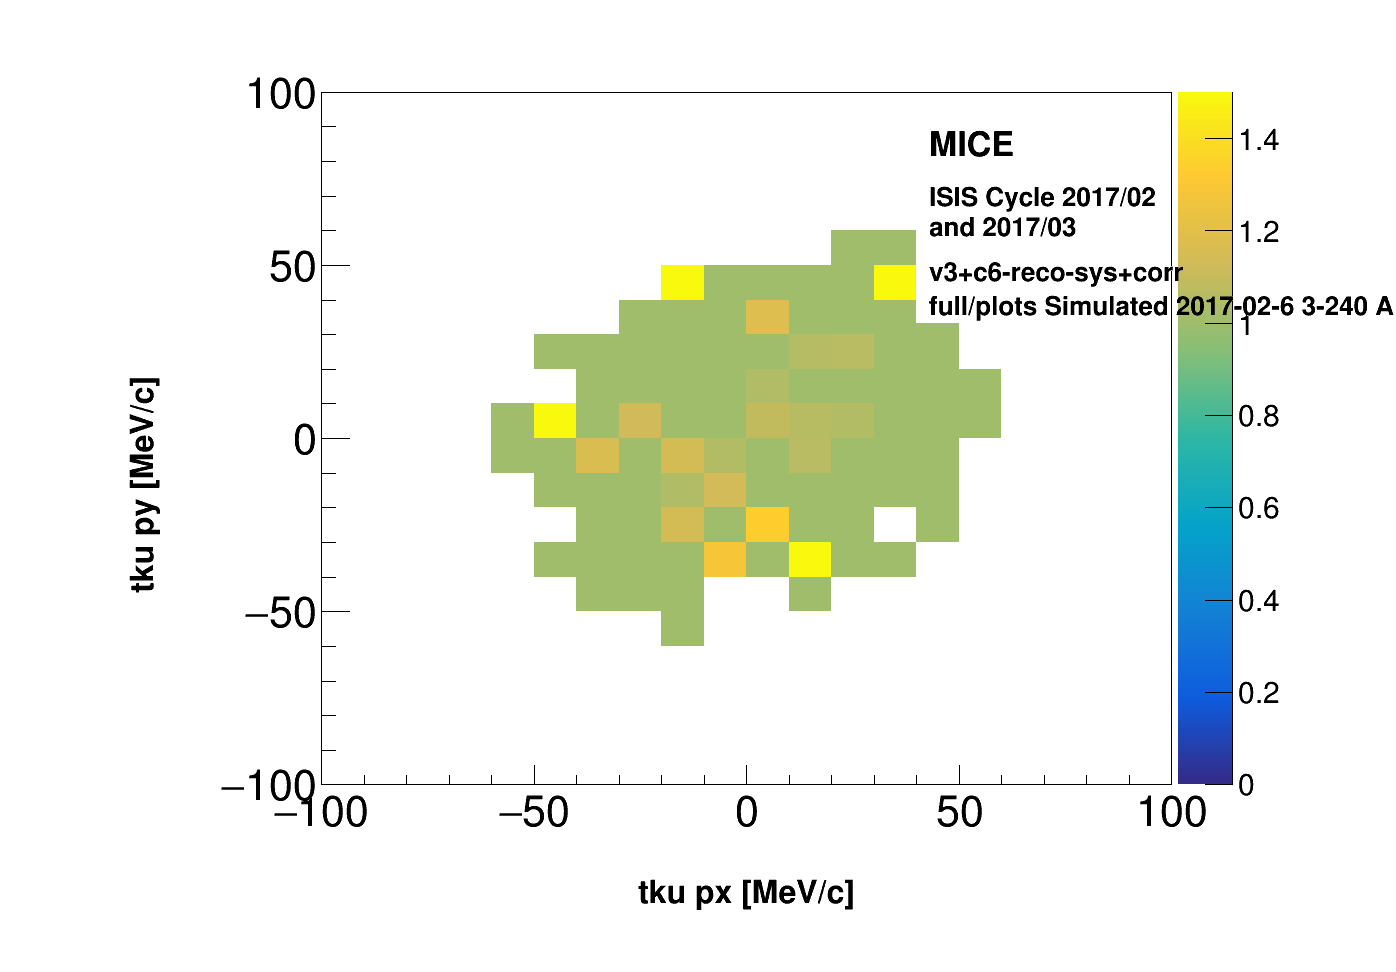 100
50
0
−50
−100
−100
−50
0
50
100
tku py [MeV/c]
tku px [MeV/c]
MICE
ISIS Cycle 2017/02
and 2017/03
v3+c6-reco-sys+corr
full/plots Simulated 2017-02-6 3-240 A
1.4
1.2
1
0.8
0.6
0.4
0.2
0